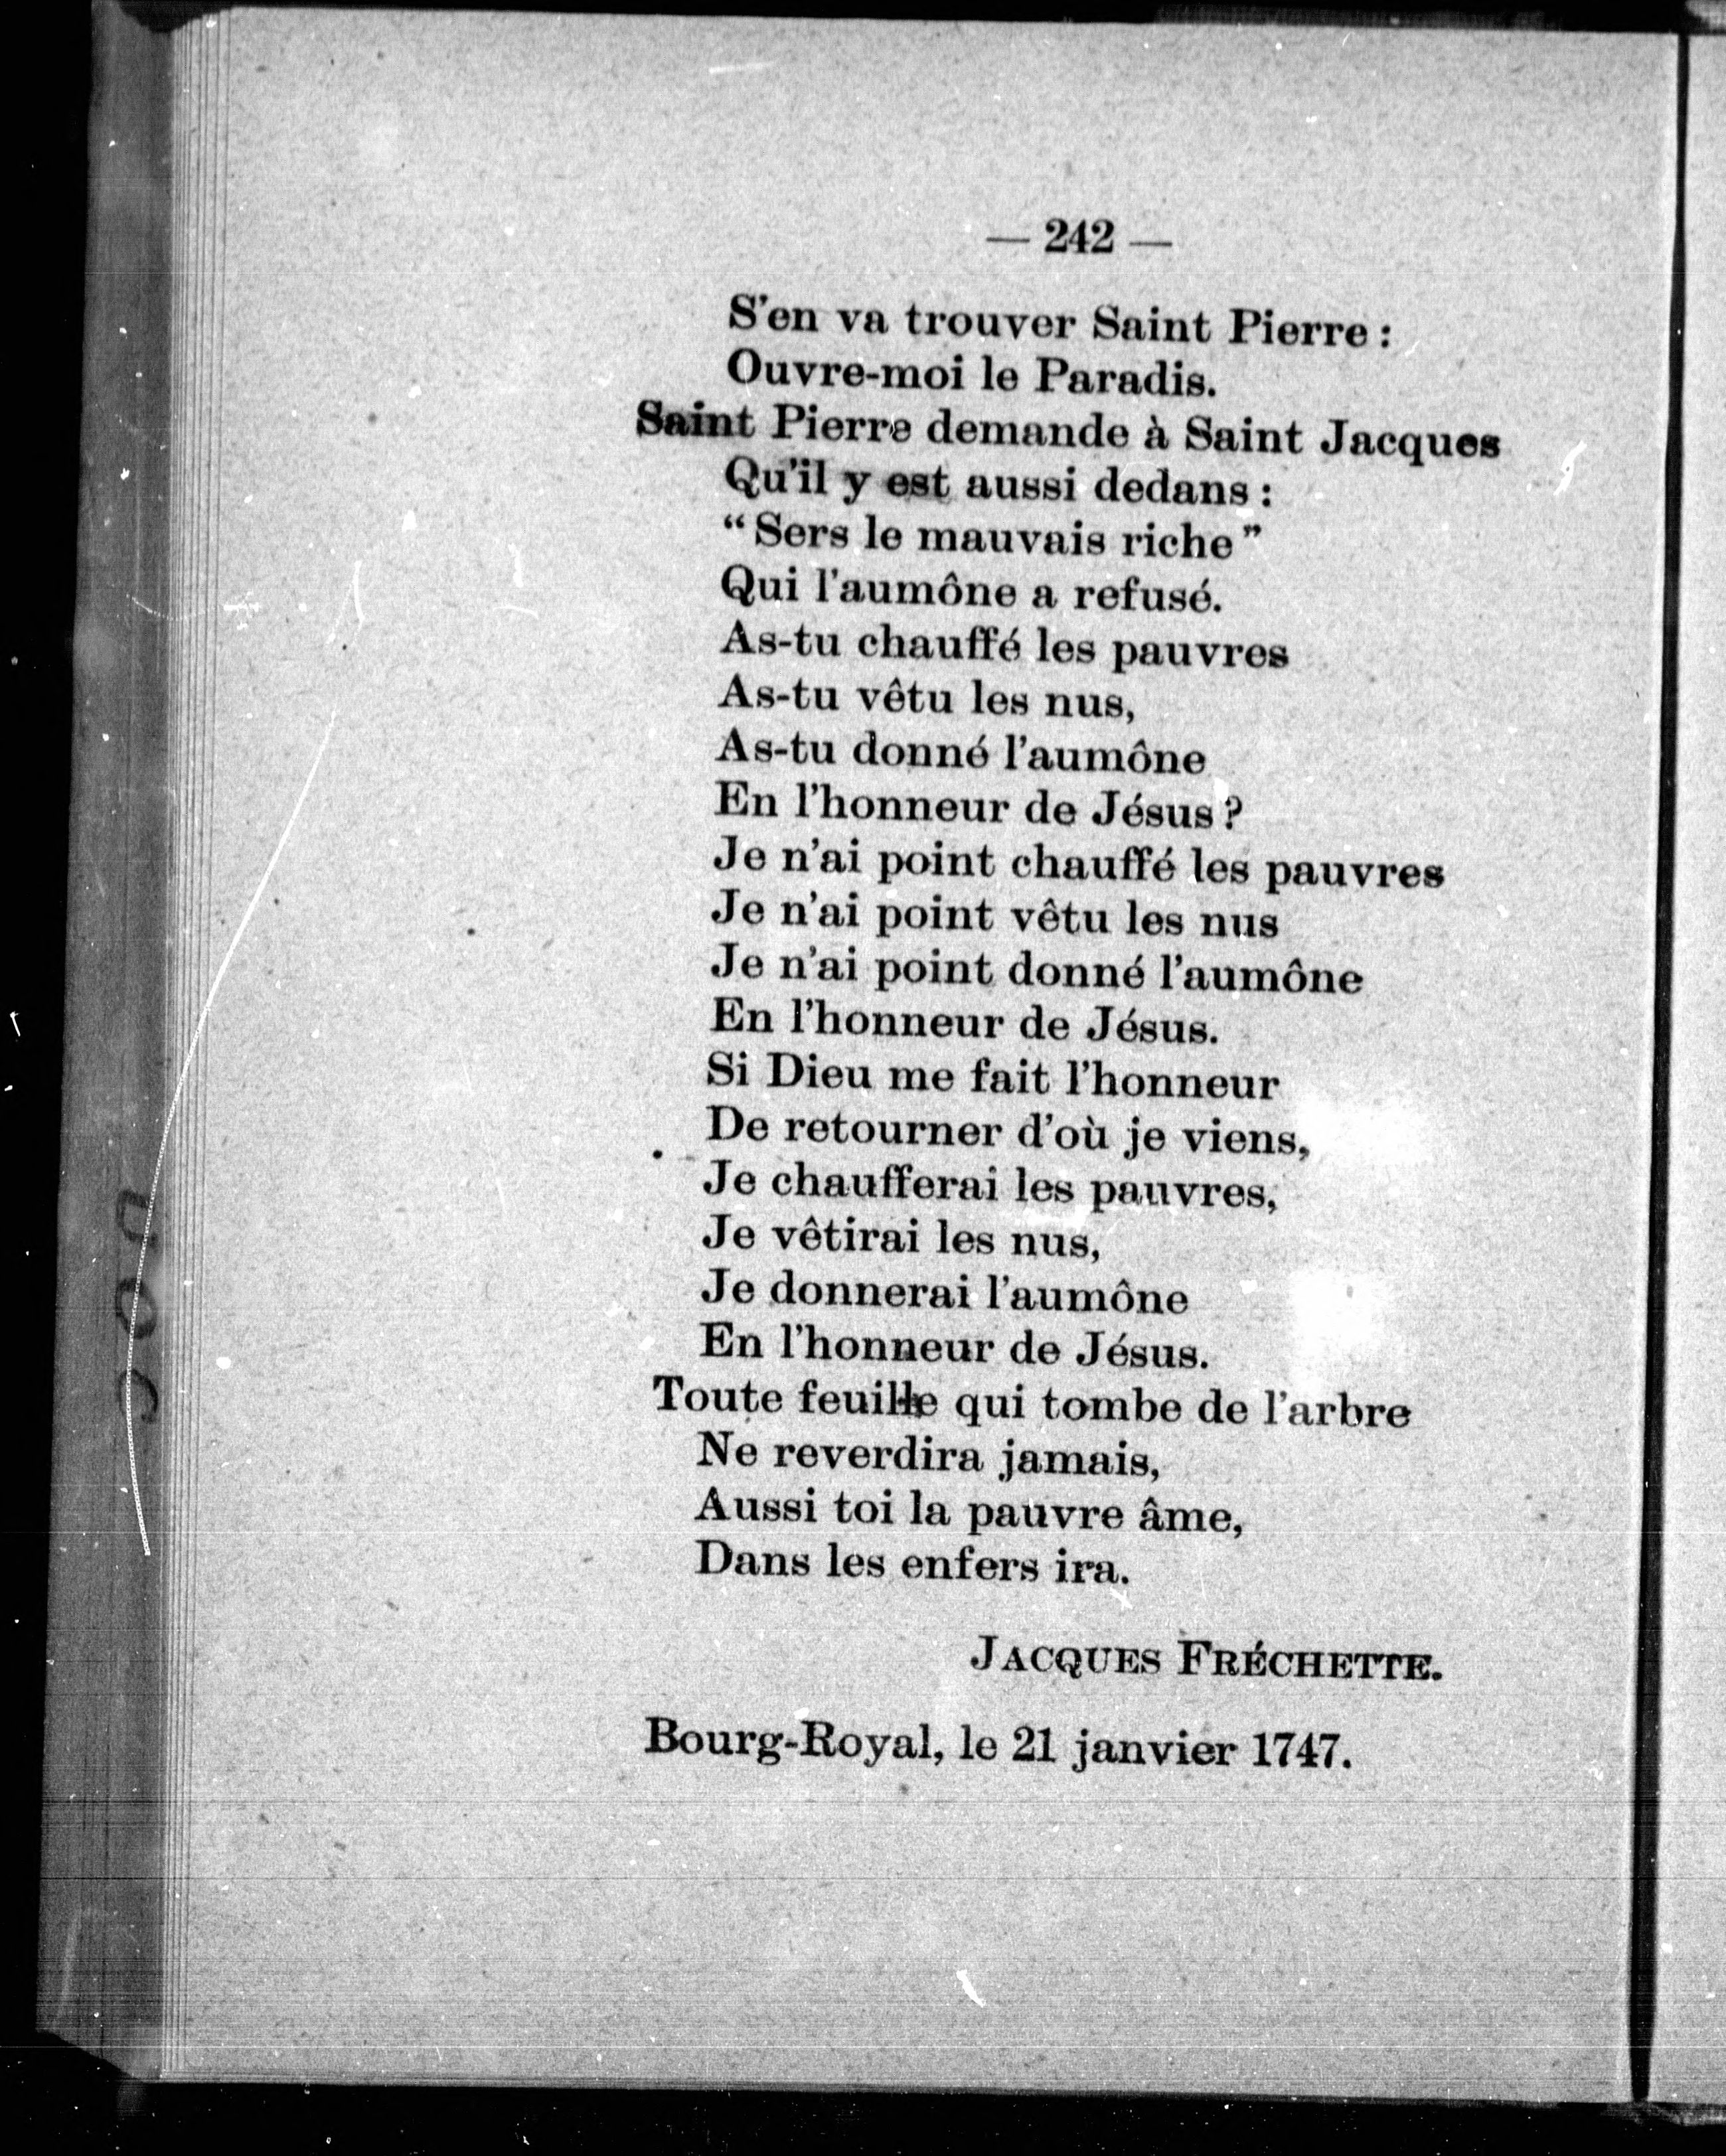 — 242 —
S'en va trouver Saint Pierre :
Ouvre-moi le Paradis.
Saint Pierre demande à Saint Jacques
Qu'il y est aussi dedans :
“Sers le mauvais riche”
Qui l'aumône a refusé.
As-tu chauffé les pauvres
As-tu vêtu les nus,
As-tu donné l'aumône
En l'honneur de Jésus ?
Je n'ai point chauffé les pauvres
Je n'ai point vêtu les nus
Je n'ai point donné l'aumône
En l'honneur de Jésus.
Si Dieu me fait l'honneur
De retourner d'où je viens,
Je chaufferai les pauvres,
Je vêtirai les nus,
Je donnerai l'aumône
En l'honneur de Jésus.
Toute feuille qui tombe de l'arbre
Ne reverdira jamais,
Aussi toi la pauvre âme,
Dans les enfers ira.
JACQUES FRÉCHETTE.
Bourg-Royal, le 21 janvier 1747.